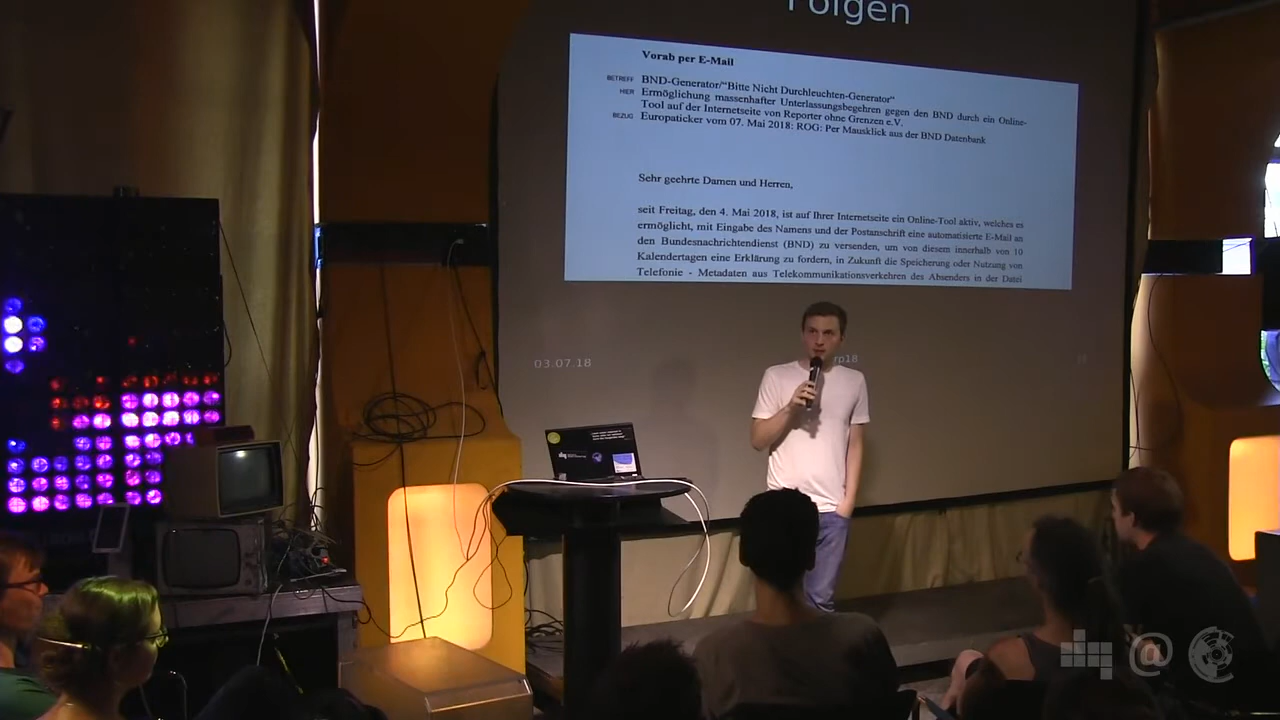 Folgen
Vorab per E-Mail
BETREFF BND-Generator/"Bitte Nicht Durchleuchten-Generator"
HIER Ermöglichung massenhafter Unterlassungsbegehren gegen den BND durch ein Online-
Tool auf der Internetseite von Reporter ohne Grenzen e.V.
BEZUG Europaticker vom 07. Mai 2018: ROG: Per Mausklick aus der BND Datenbank
Sehr geehrte Damen und Herren,
seit Freitag, den 4. Mai 2018, ist auf Ihrer Internetseite ein Online-Tool aktiv, welches es
ermöglicht, mit Eingabe des Namens und der Postanschrift eine automatisierte E-Mail an
den Bundesnachrichtendienst (BND) zu versenden, um von diesem innerhalb von 10
Kalendertagen eine Erklärung zu fordern, in Zukunft die Speicherung oder Nutzung von
Telefonie - Metadaten aus Telekommunikationsverkehren des Absenders in der Datei
03.07.18
rp18
@